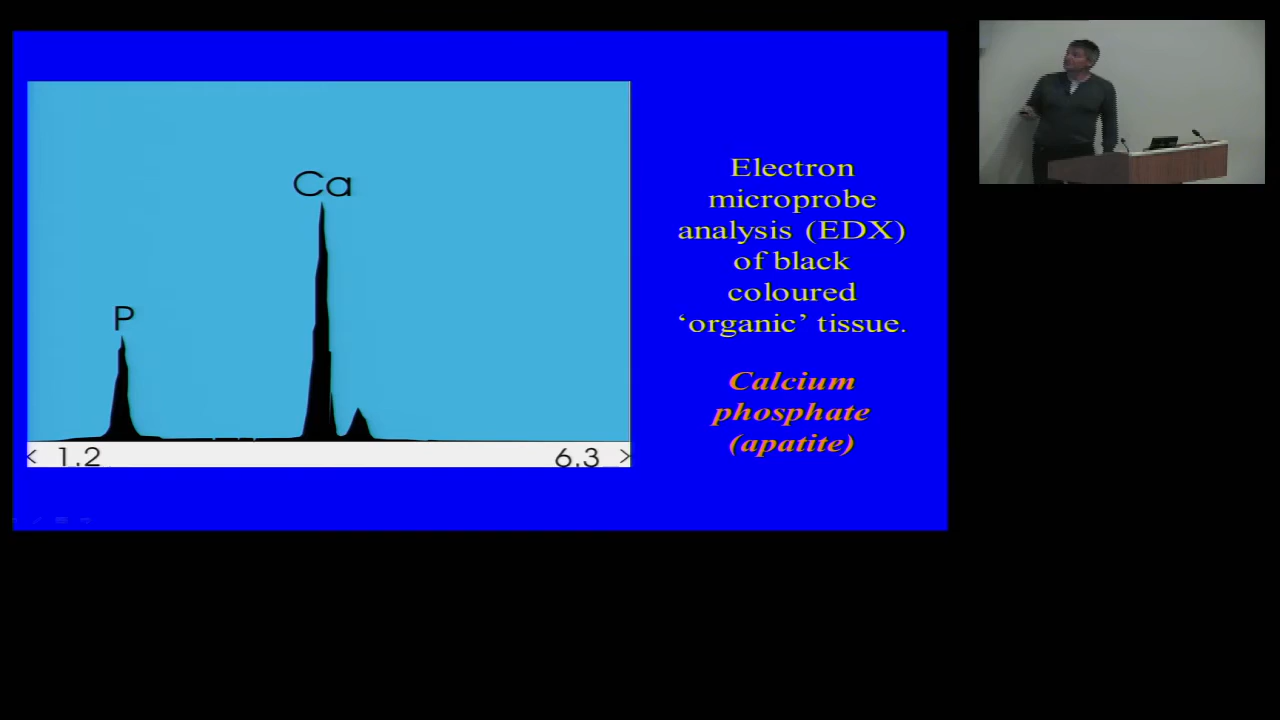 Ca
P
< 1.2 6.3 >
Electron
microprobe
analysis (EDX)
of black
coloured
‘organic’ tissue.
Calcium
phosphate
(apatite)